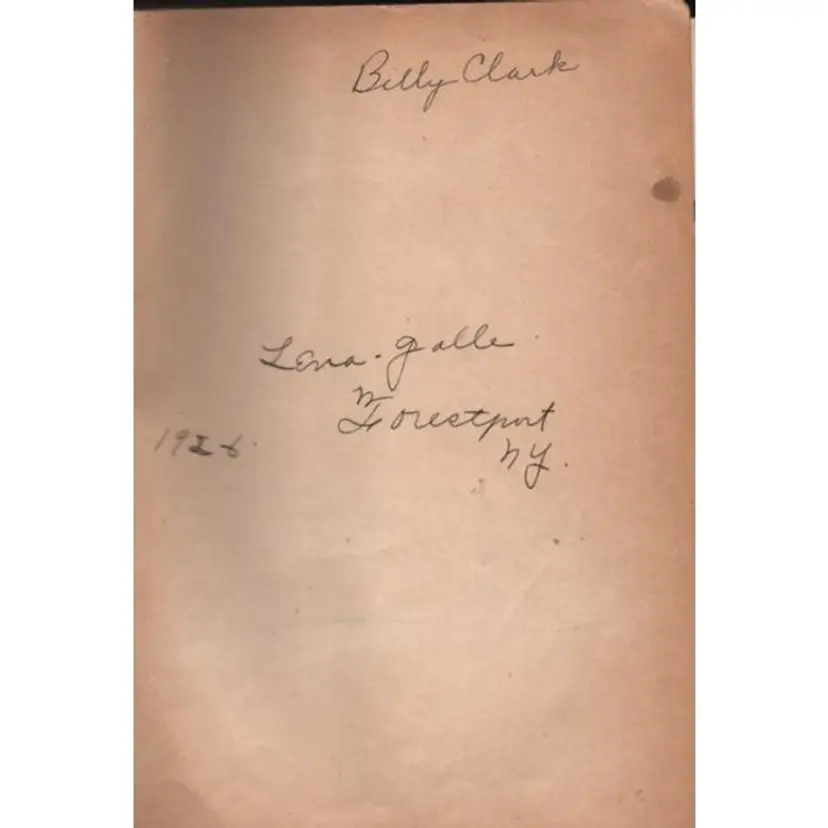 Billy Clark
Lena. Galle
Forestport
1926.
NY.